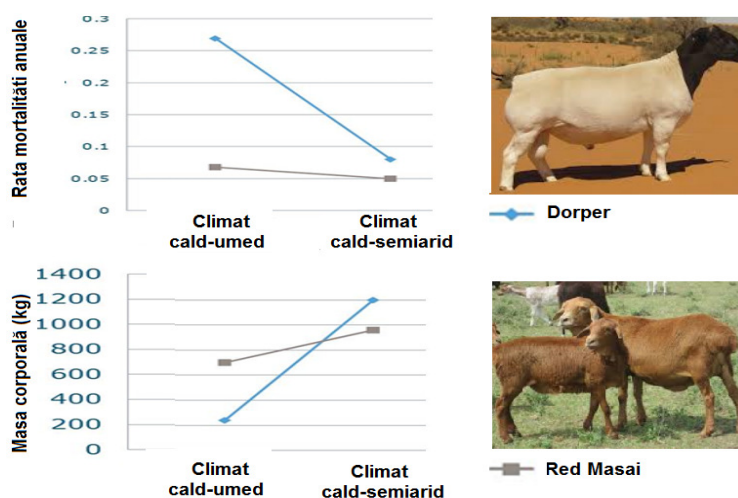 Rata mortalităti anuale
0.3
0.25
0.2
0.15
0.1
0.05
0
Climat
cald-umed
Climat
cald-semiarid
Dorper
Masa corporală (kg)
1400
1200
1000
800
600
400
200
0
Climat
cald-umed
Climat
cald-semiarid
Red Masai